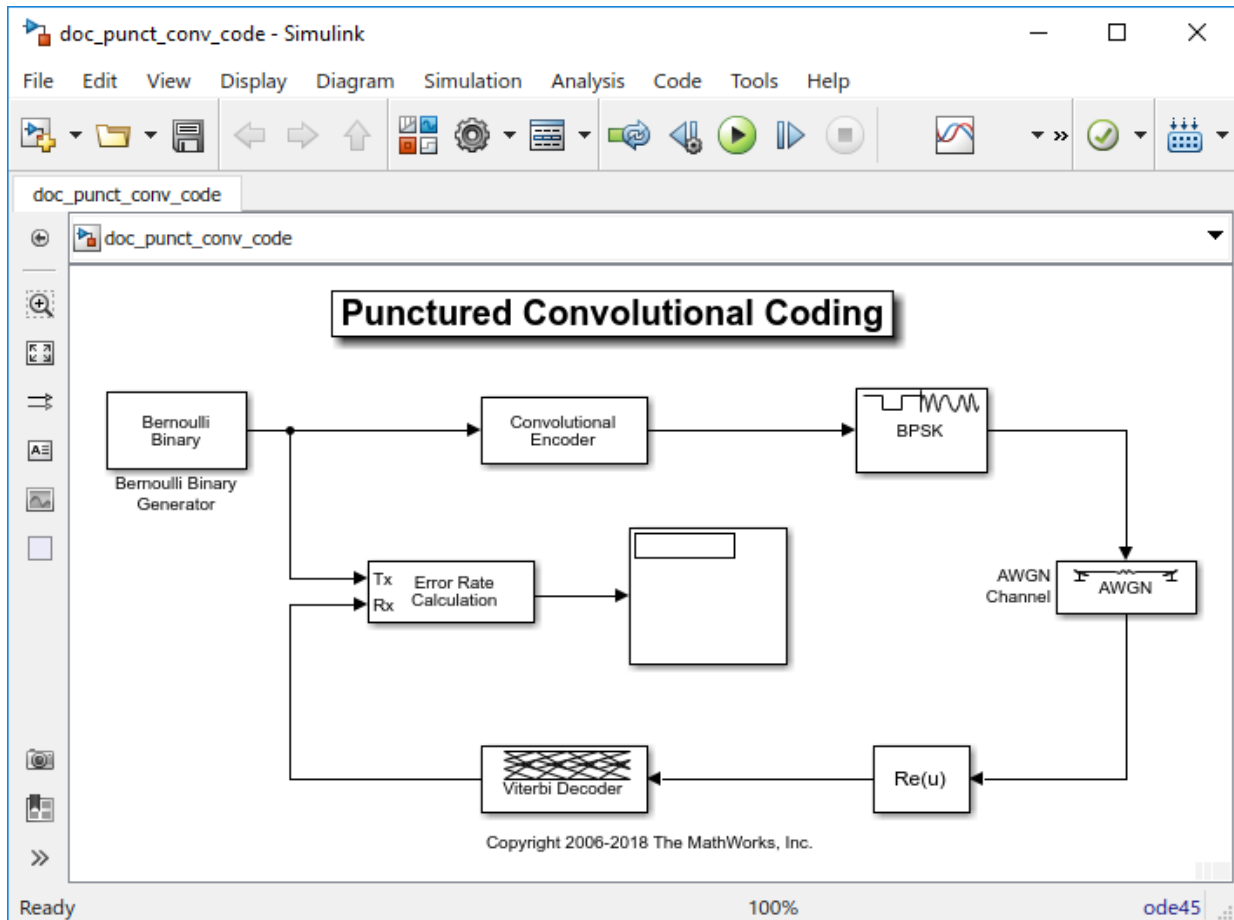 doc_punct_conv_code - Simulink
File Edit View Display Diagram Simulation Analysis Code Tools Help
doc_punct_conv_code
doc_punct_conv_code
Punctured Convolutional Coding
Bernoulli
Binary
Bernoulli Binary
Generator
Convolutional
Encoder
BPSK
Tx
Rx
Error Rate
Calculation
AWGN
Channel
AWGN
Viterbi Decoder
Re(u)
Copyright 2006-2018 The MathWorks, Inc.
Ready 100% ode45